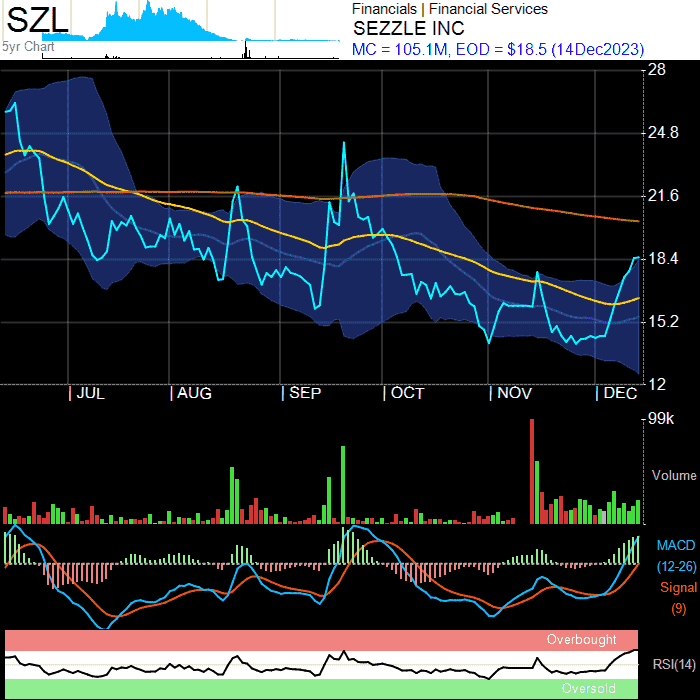 SZL
5yr Chart
Financials | Financial Services
SEZZLE INC
MC = 105.1M, EOD = $18.5 (14Dec2023)
28
24.8
21.6
18.4
15.2
12
JUL AUG SEP OCT NOV DEC
99k
Volume
MACD
(12-26)
Signal
(9)
Overbought
RSI(14)
Oversold